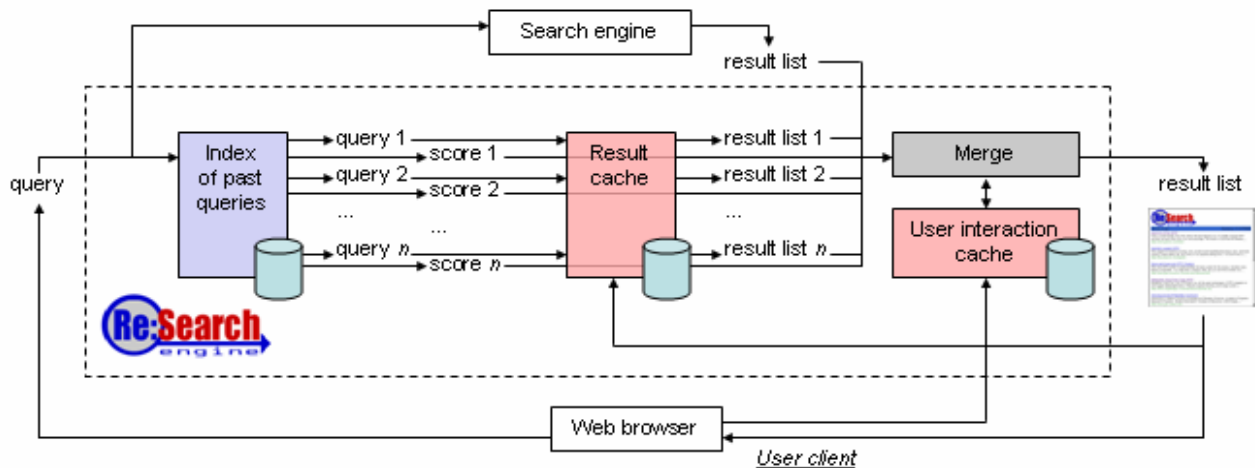 Search engine
result list
query
Index
of past
queries
query 1
score 1
query 2
score 2
...
...
query n
score n
Result
cache
result list 1
result list 2
...
result list n
Merge
User interaction
cache
result list
Re:Search
Re:Search
engine
Web browser
User client